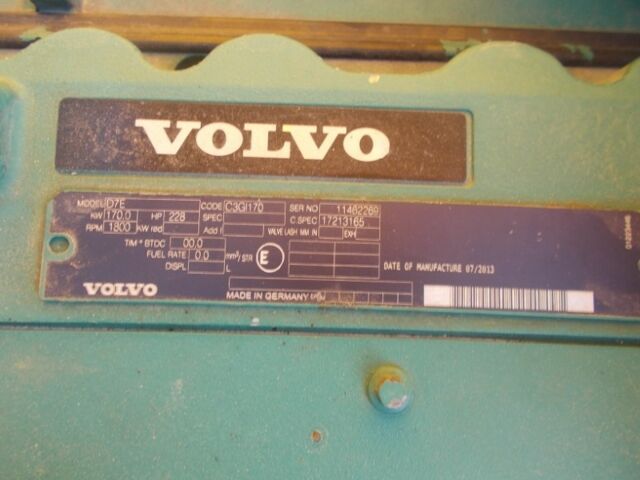 VOLVO
MODEL D7E CODE C3GI170 SER NO 11462269
KW 170.0 HP 228 SPEC C.SPEC 17213165
RPM 1800 KW red Add l VALVE LASH MM IN EXH
TIM° BTDC 00.0
FUEL RATE 0.0 mm³/STR E
DISPL L
DATE OF MANUFACTURE 07/2013
VOLVO
MADE IN GERMANY